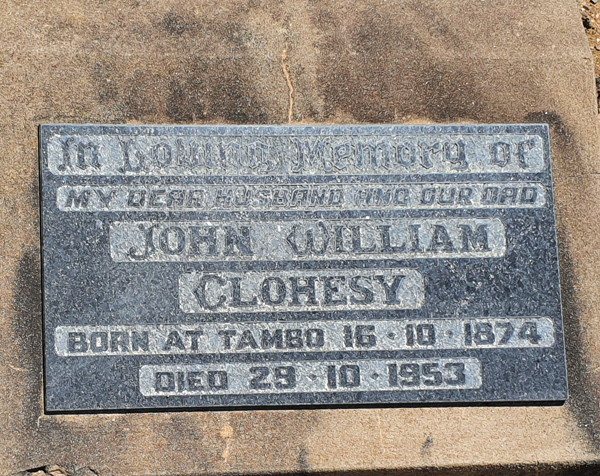 In Loving Memory of
MY DEAR HUSBAND AND OUR DAD
JOHN WILLIAM
CLOHESY
BORN AT TAMBO 16·10·1874
DIED 29·10·1953